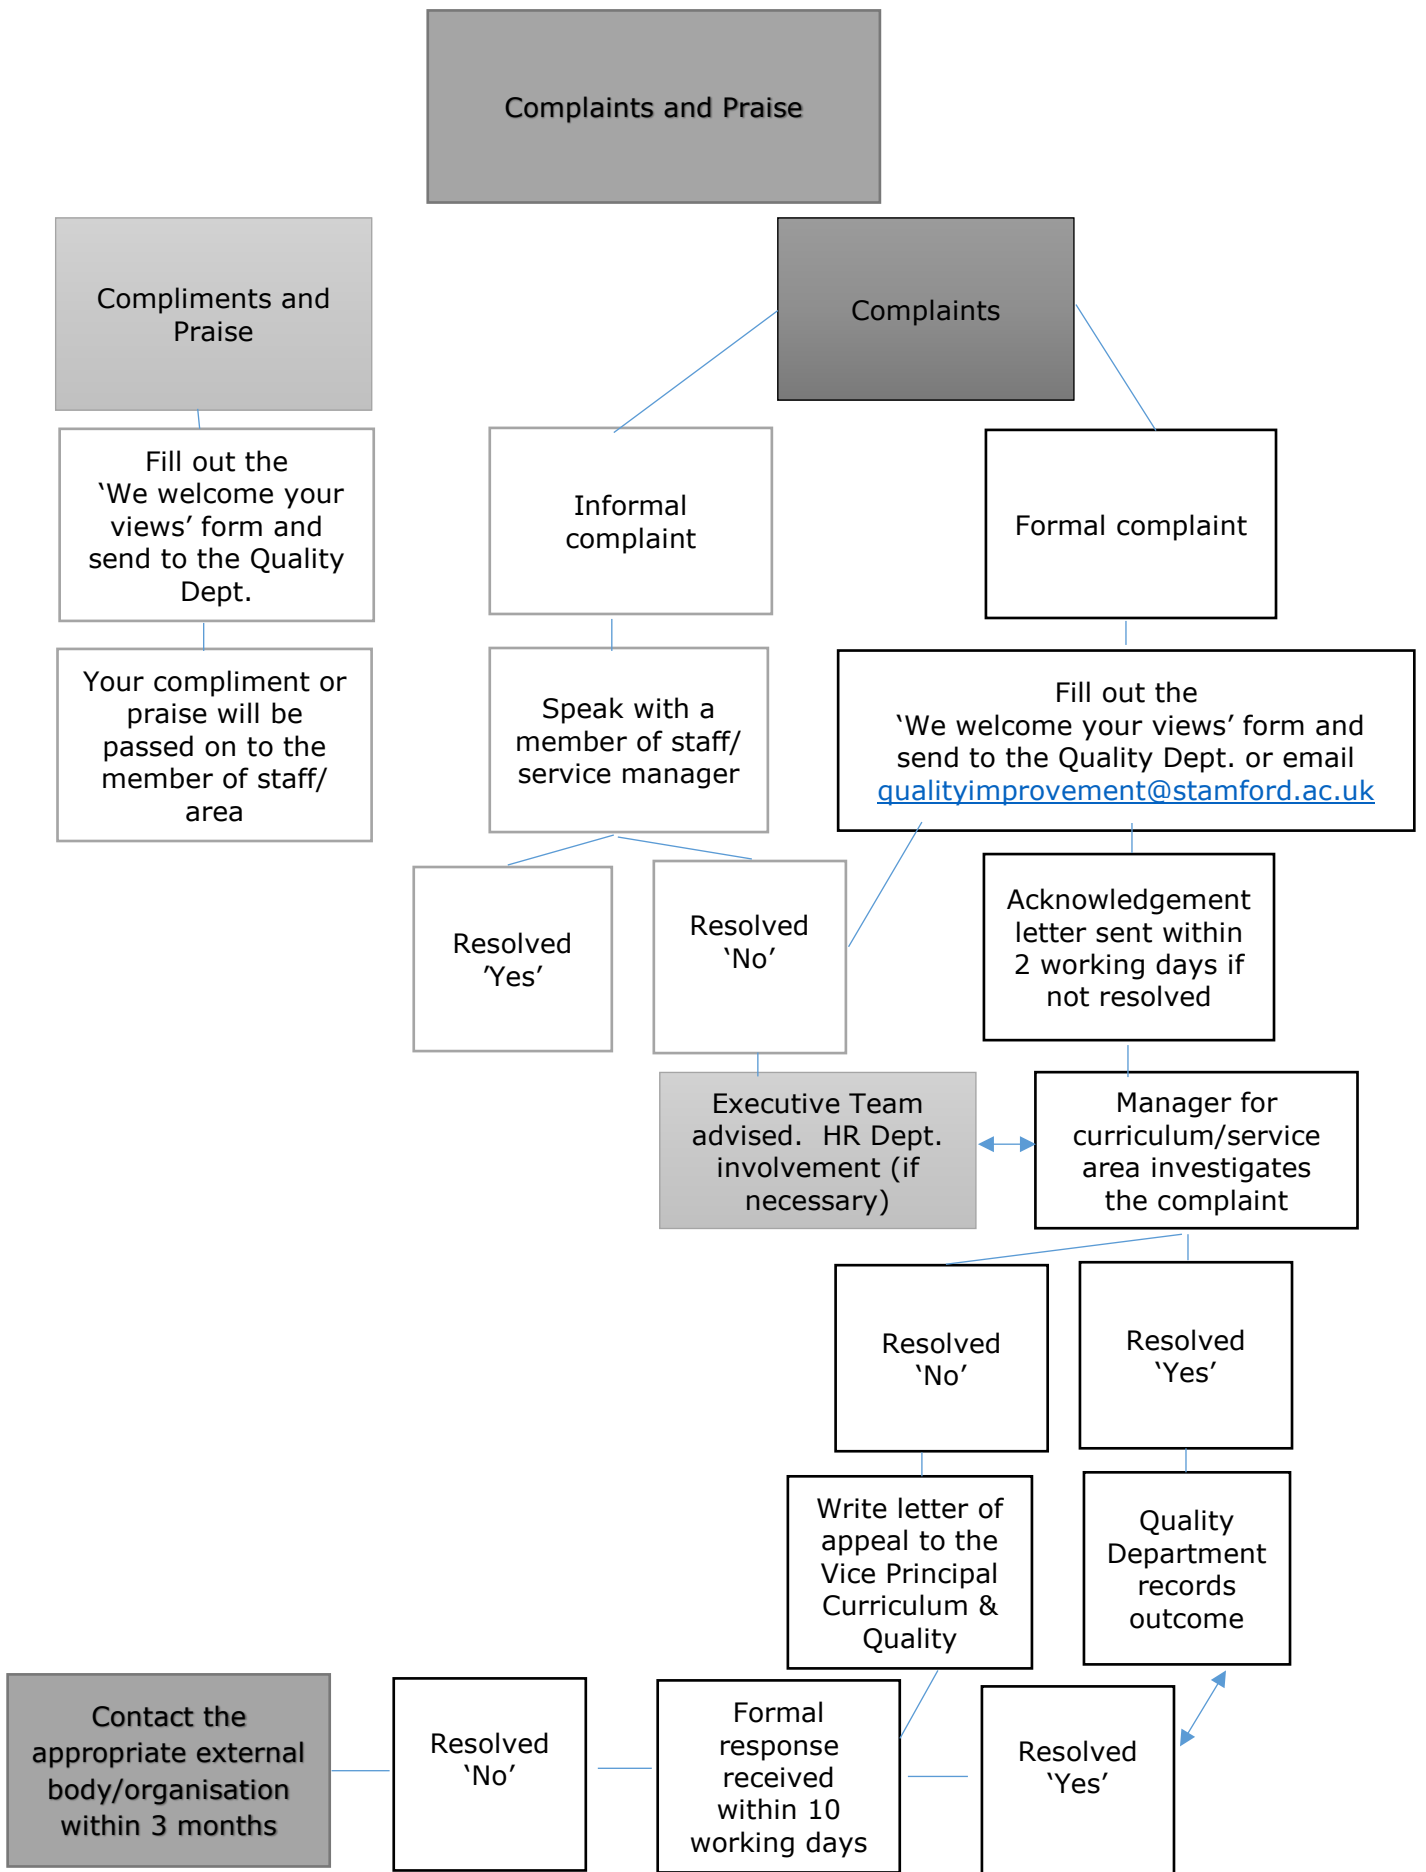 Complaints and Praise
Compliments and
Praise
Complaints
Fill out the
‘We welcome your
views’ form and
send to the Quality
Dept.
Informal
complaint
Formal complaint
Your compliment or
praise will be
passed on to the
member of staff/
area
Speak with a
member of staff/
service manager
Fill out the
‘We welcome your views’ form and
send to the Quality Dept. or email
qualityimprovement@stamford.ac.uk
Resolved
’Yes’
Resolved
‘No’
Acknowledgement
letter sent within
2 working days if
not resolved
Executive Team
advised.  HR Dept.
involvement (if
necessary)
Manager for
curriculum/service
area investigates
the complaint
Resolved
‘No’
Resolved
‘Yes’
Write letter of
appeal to the
Vice Principal
Curriculum &
Quality
Quality
Department
records
outcome
Contact the
appropriate external
body/organisation
within 3 months
Resolved
‘No’
Formal
response
received
within 10
working days
Resolved
‘Yes’